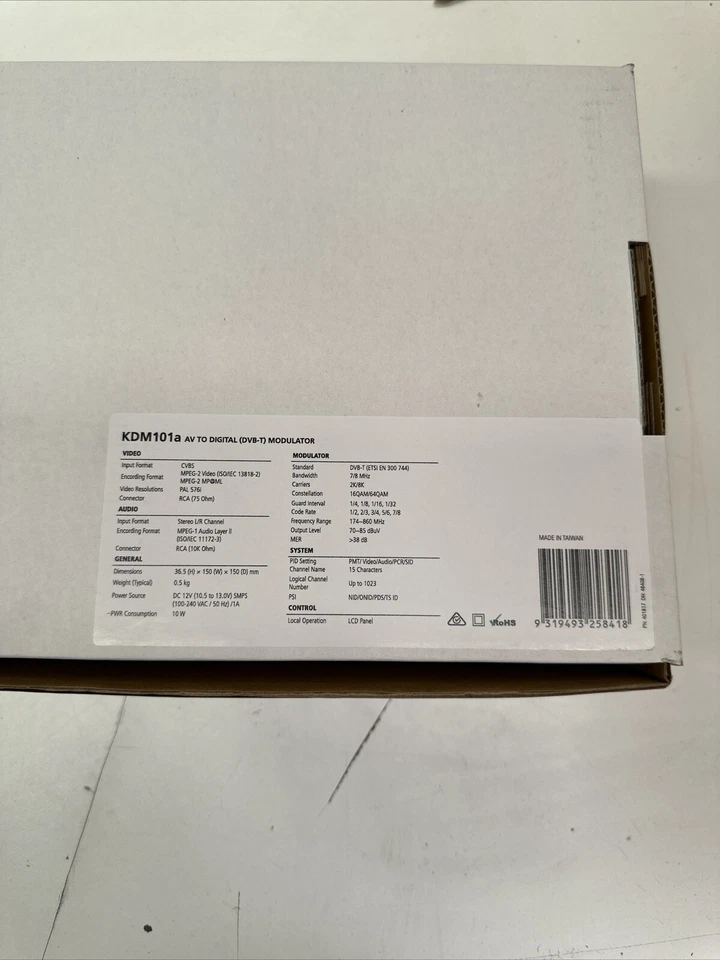 KDM101a AV TO DIGITAL (DVB-T) MODULATOR
VIDEO
Input Format CVBS
Encording Format MPEG-2 Video (ISO/IEC 13818-2)
MPEG-2 MP@ML
Video Resolutions PAL 576i
Connector RCA (75 Ohm)
AUDIO
Input Format Stereo L/R Channel
Encording Format MPEG-1 Audio Layer II
(ISO/IEC 11172-3)
Connector RCA (10K Ohm)
GENERAL
Dimensions 36.5 (H) × 150 (W) × 150 (D) mm
Weight (Typical) 0.5 kg
Power Source DC 12V (10.5 to 13.0V) SMPS
(100-240 VAC / 50 Hz) /1A
PWR Consumption 10 W
MODULATOR
Standard DVB-T (ETSI EN 300 744)
Bandwidth 7/8 MHz
Carriers 2K/8K
Constellation 16QAM/64QAM
Guard Interval 1/4, 1/8, 1/16, 1/32
Code Rate 1/2, 2/3, 3/4, 5/6, 7/8
Frequency Range 174~860 MHz
Output Level 70~85 dBuV
MER >38 dB
SYSTEM
PID Setting PMT/ Video/Audio/PCR/SID
Channel Name 15 Characters
Logical Channel
Number Up to 1023
PSI NID/ONID/PDS/TS ID
CONTROL
Local Operation LCD Panel
RoHS
MADE IN TAIWAN
9 319493 258418